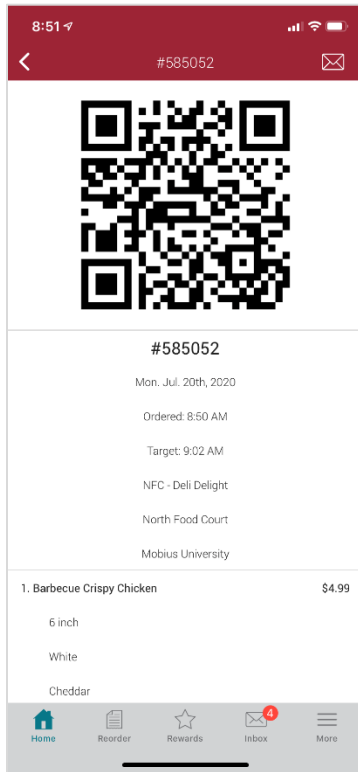 8:51
#585052
#585052
Mon. Jul. 20th, 2020
Ordered: 8:50 AM
Target: 9:02 AM
NFC - Deli Delight
North Food Court
Mobius University
1. Barbecue Crispy Chicken $4.99
6 inch
White
Cheddar
4
Home Reorder Rewards Inbox More